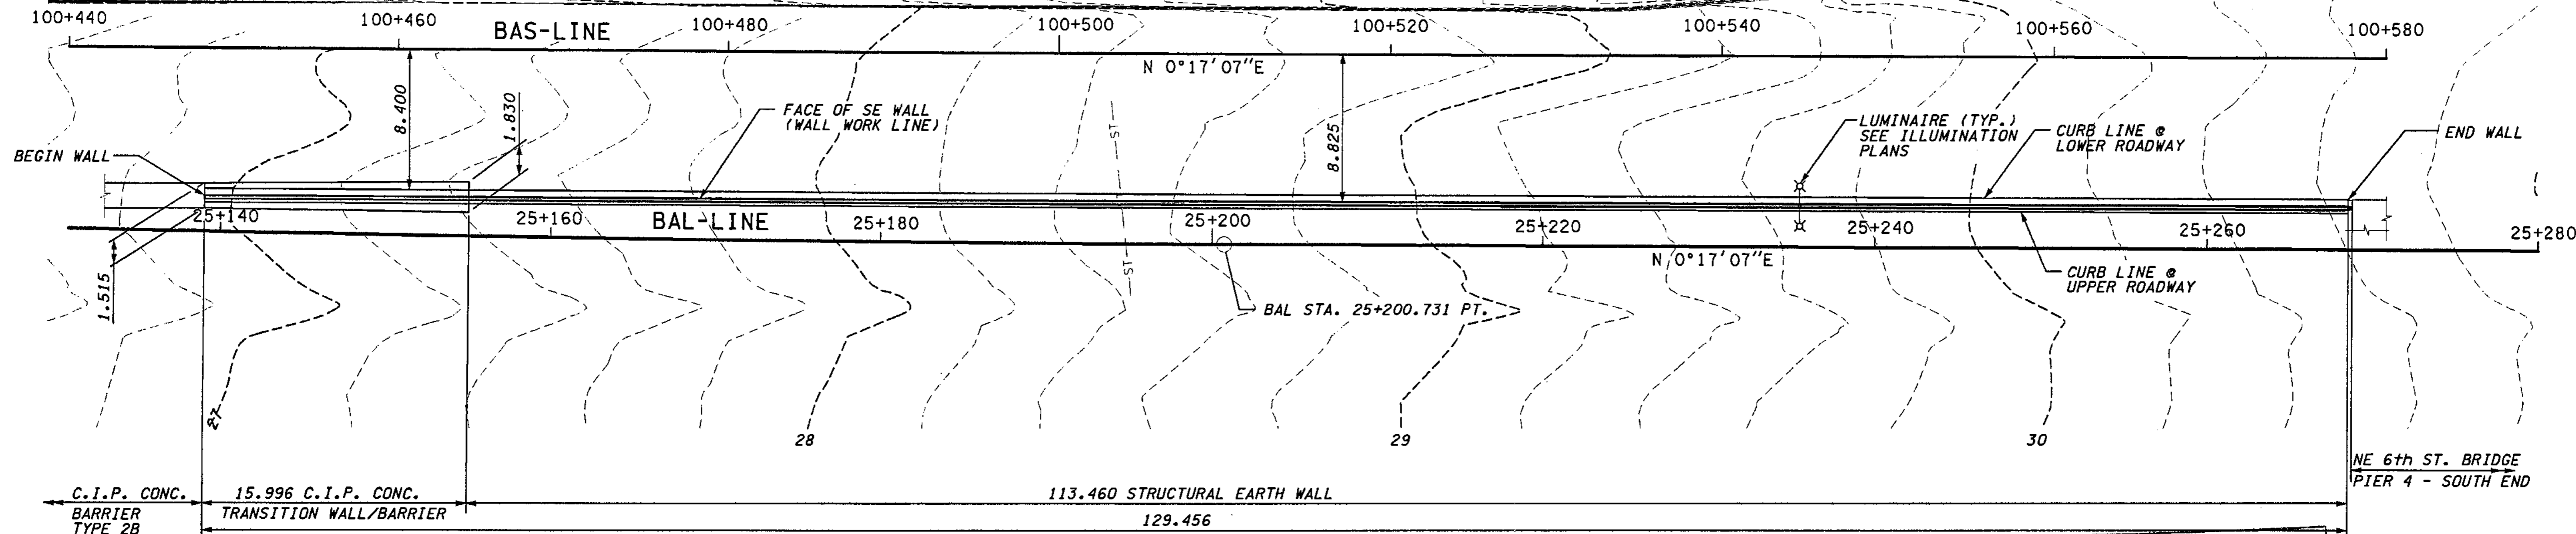 100+440
100+460
100+480
100+500
100+520
100+540
100+560
100+580
BAS-LINE
N 0°17'07"E
8.400
1.830
FACE OF SE WALL
(WALL WORK LINE)
ST
8.825
LUMINAIRE (TYP.)
SEE ILLUMINATION
PLANS
CURB LINE @
LOWER ROADWAY
END WALL
BEGIN WALL
25+140
25+160
BAL-LINE
25+180
25+200
25+220
25+240
25+260
25+280
N 0°17'07"E
ST
1.515
BAL STA. 25+200.731 PT.
CURB LINE @
UPPER ROADWAY
27
28
29
30
NE 6th ST. BRIDGE
PIER 4 - SOUTH END
C.I.P. CONC.
BARRIER
TYPE 2B
15.996 C.I.P. CONC.
TRANSITION WALL/BARRIER
113.460 STRUCTURAL EARTH WALL
129.456